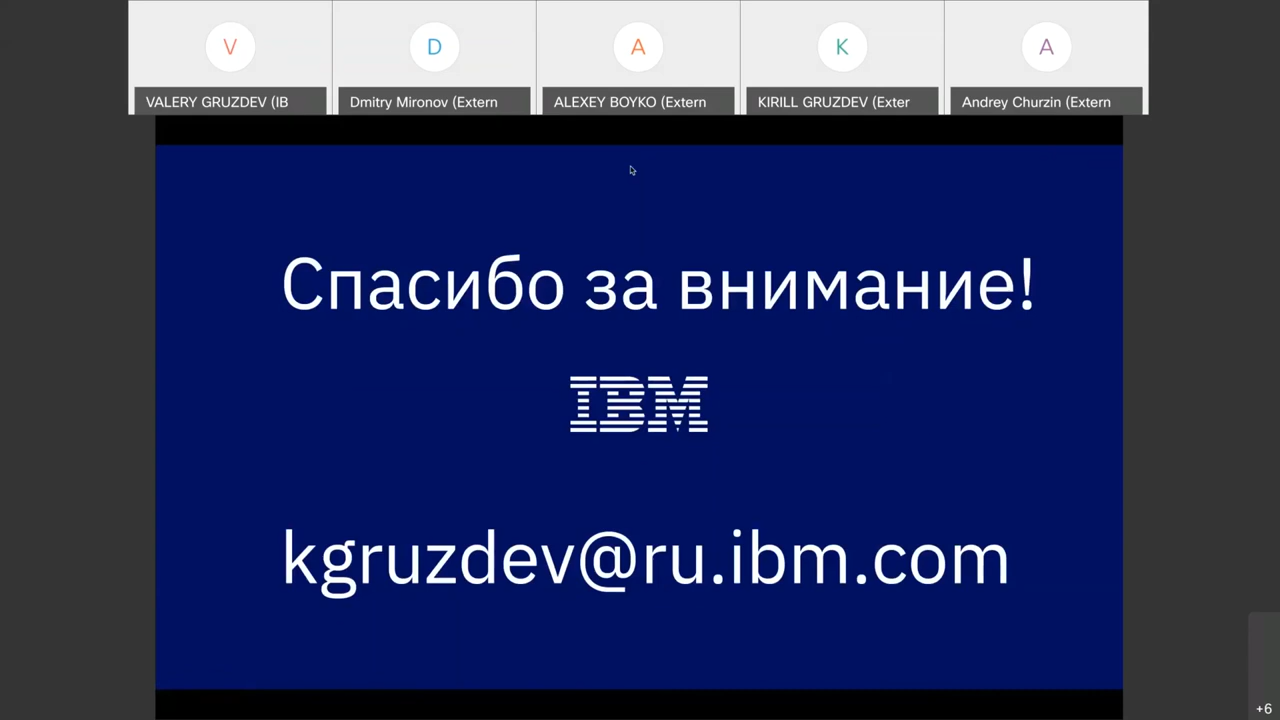 V
D
A
K
A
VALERY GRUZDEV (IB
Dmitry Mironov (Extern
ALEXEY BOYKO (Extern
KIRILL GRUZDEV (Exter
Andrey Churzin (Extern
Спасибо за внимание!
IBM
kgruzdev@ru.ibm.com
+6